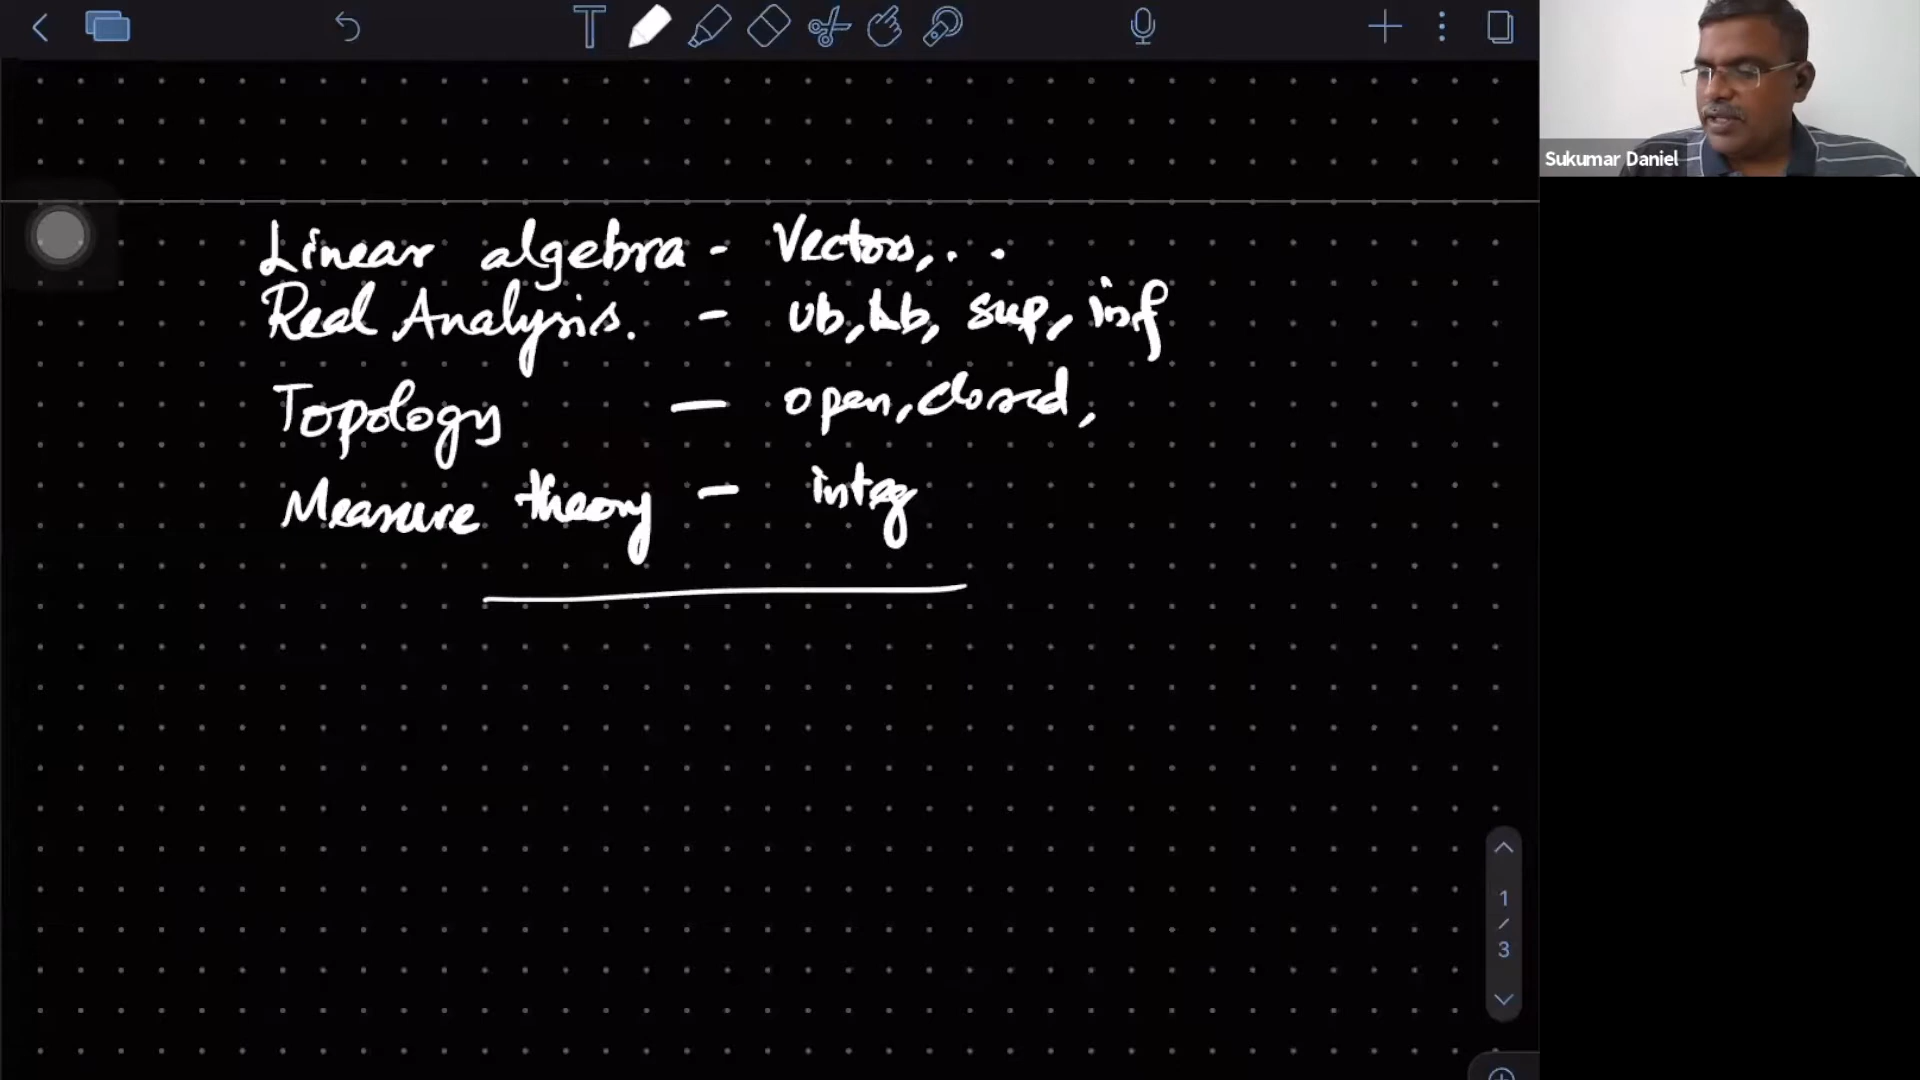 Sukumar Daniel
Linear algebra - Vectors, . .
Real Analysis. - ub, lb, sup, inf
Topology — open, closed,
Measure theory — integ
1
/
3